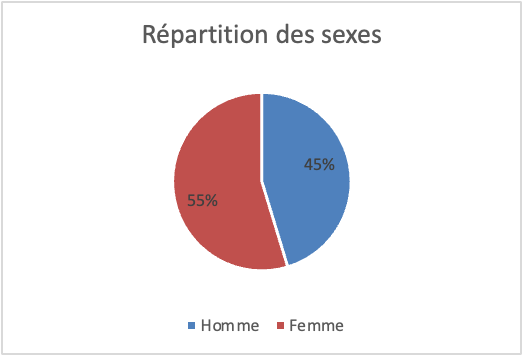 Répartition des sexes
45%
55%
Homme Femme